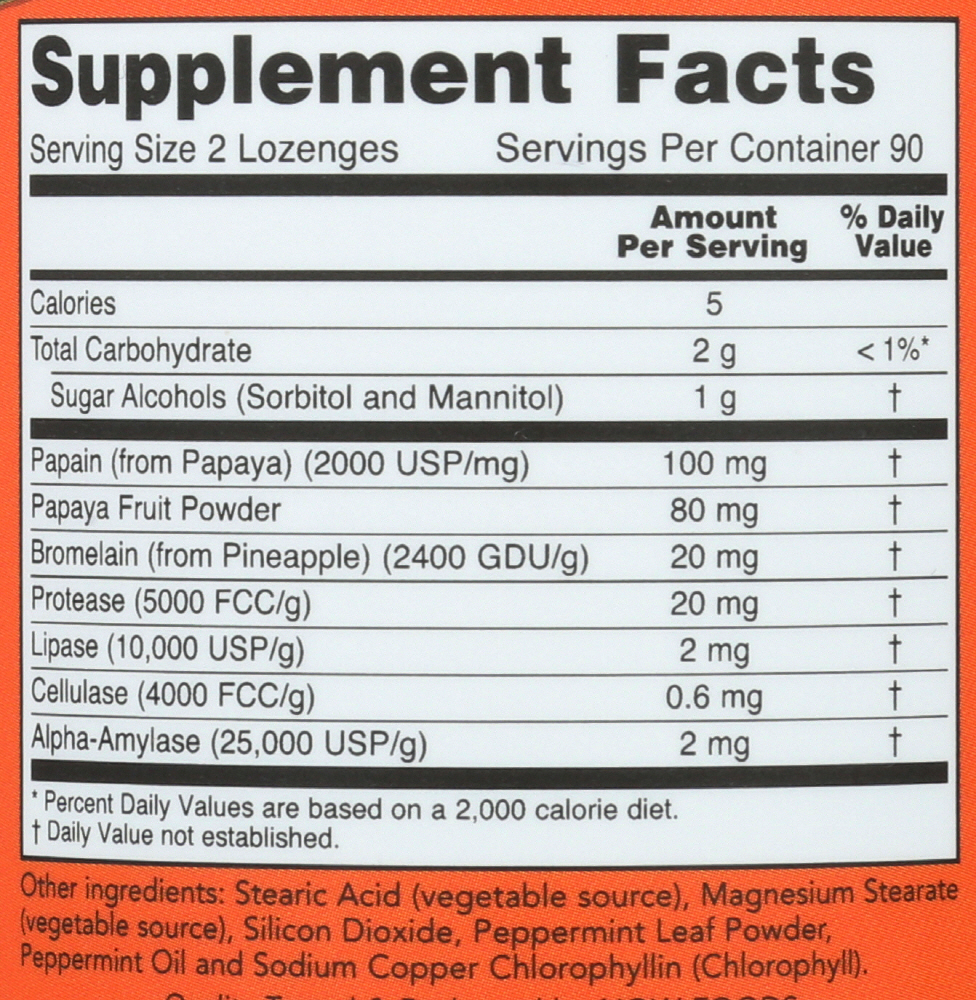 Supplement Facts
Serving Size 2 Lozenges Servings Per Container 90
Amount Per Serving % Daily Value
Calories 5
Total Carbohydrate 2 g < 1%*
Sugar Alcohols (Sorbitol and Mannitol) 1 g †
Papain (from Papaya) (2000 USP/mg) 100 mg †
Papaya Fruit Powder 80 mg †
Bromelain (from Pineapple) (2400 GDU/g) 20 mg †
Protease (5000 FCC/g) 20 mg †
Lipase (10,000 USP/g) 2 mg †
Cellulase (4000 FCC/g) 0.6 mg †
Alpha-Amylase (25,000 USP/g) 2 mg †
* Percent Daily Values are based on a 2,000 calorie diet.
† Daily Value not established.
Other ingredients: Stearic Acid (vegetable source), Magnesium Stearate
(vegetable source), Silicon Dioxide, Peppermint Leaf Powder,
Peppermint Oil and Sodium Copper Chlorophyllin (Chlorophyll).